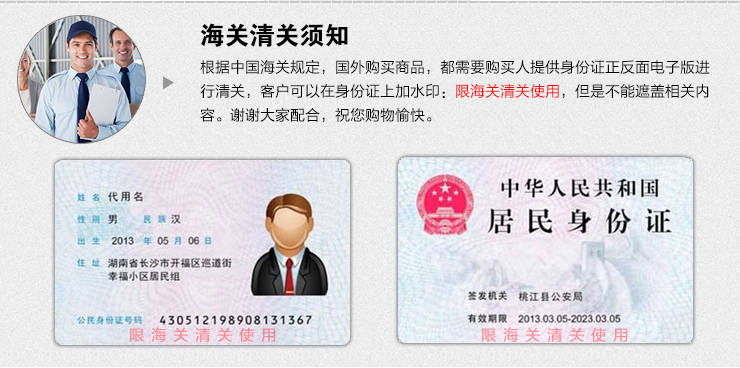 海关清关须知
根据中国海关规定，国外购买商品，都需要购买人提供身份证正反面电子版进
行清关，客户可以在身份证上加水印：限海关清关使用，但是不能遮盖相关内
容。谢谢大家配合，祝您购物愉快。
姓名 代用名
性别 男 民族 汉
出生 2013 年 05 月 06 日
住址 湖南省长沙市开福区巡道街
幸福小区居民组
公民身份证号码 430512198908131367
限海关清关使用
中华人民共和国
居民身份证
签发机关 桃江县公安局
有效期限 2013.03.05-2023.03.05
限海关清关使用